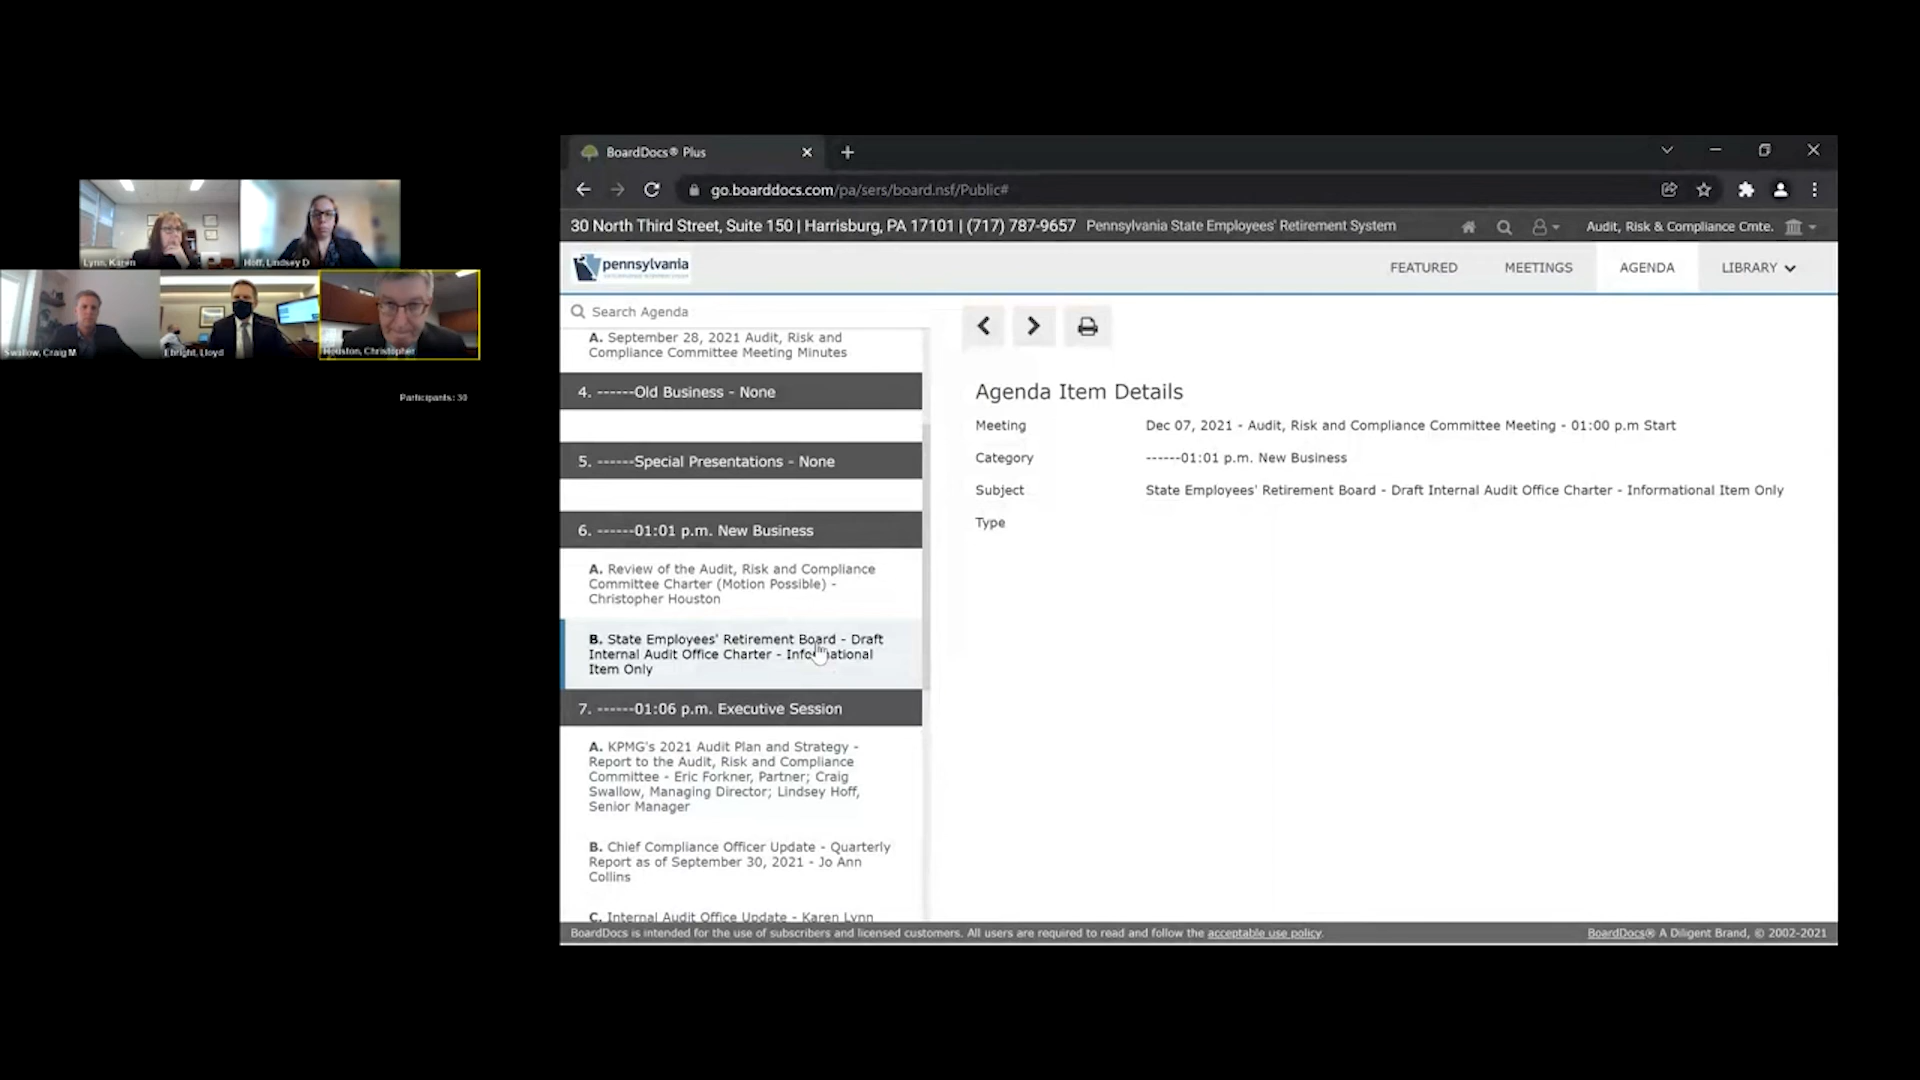 Lynn, Karen
Hoff, Lindsey D
Swallow, Craig M
Ebright, Lloyd
Houston, Christopher
Participants: 30
BoardDocs® Plus
go.boarddocs.com/pa/sers/board.nsf/Public#
30 North Third Street, Suite 150 | Harrisburg, PA 17101 | (717) 787-9657 Pennsylvania State Employees' Retirement System
Audit, Risk & Compliance Cmte.
pennsylvania
FEATURED
MEETINGS
AGENDA
LIBRARY
Search Agenda
A. September 28, 2021 Audit, Risk and
Compliance Committee Meeting Minutes
4. ------Old Business - None
5. ------Special Presentations - None
6. ------01:01 p.m. New Business
A. Review of the Audit, Risk and Compliance
Committee Charter (Motion Possible) -
Christopher Houston
B. State Employees' Retirement Board - Draft
Internal Audit Office Charter - Informational
Item Only
7. ------01:06 p.m. Executive Session
A. KPMG's 2021 Audit Plan and Strategy -
Report to the Audit, Risk and Compliance
Committee - Eric Forkner, Partner; Craig
Swallow, Managing Director; Lindsey Hoff,
Senior Manager
B. Chief Compliance Officer Update - Quarterly
Report as of September 30, 2021 - Jo Ann
Collins
C. Internal Audit Office Update - Karen Lynn
Agenda Item Details
Meeting Dec 07, 2021 - Audit, Risk and Compliance Committee Meeting - 01:00 p.m Start
Category ------01:01 p.m. New Business
Subject State Employees' Retirement Board - Draft Internal Audit Office Charter - Informational Item Only
Type
BoardDocs is intended for the use of subscribers and licensed customers. All users are required to read and follow the acceptable use policy.
BoardDocs® A Diligent Brand, © 2002-2021